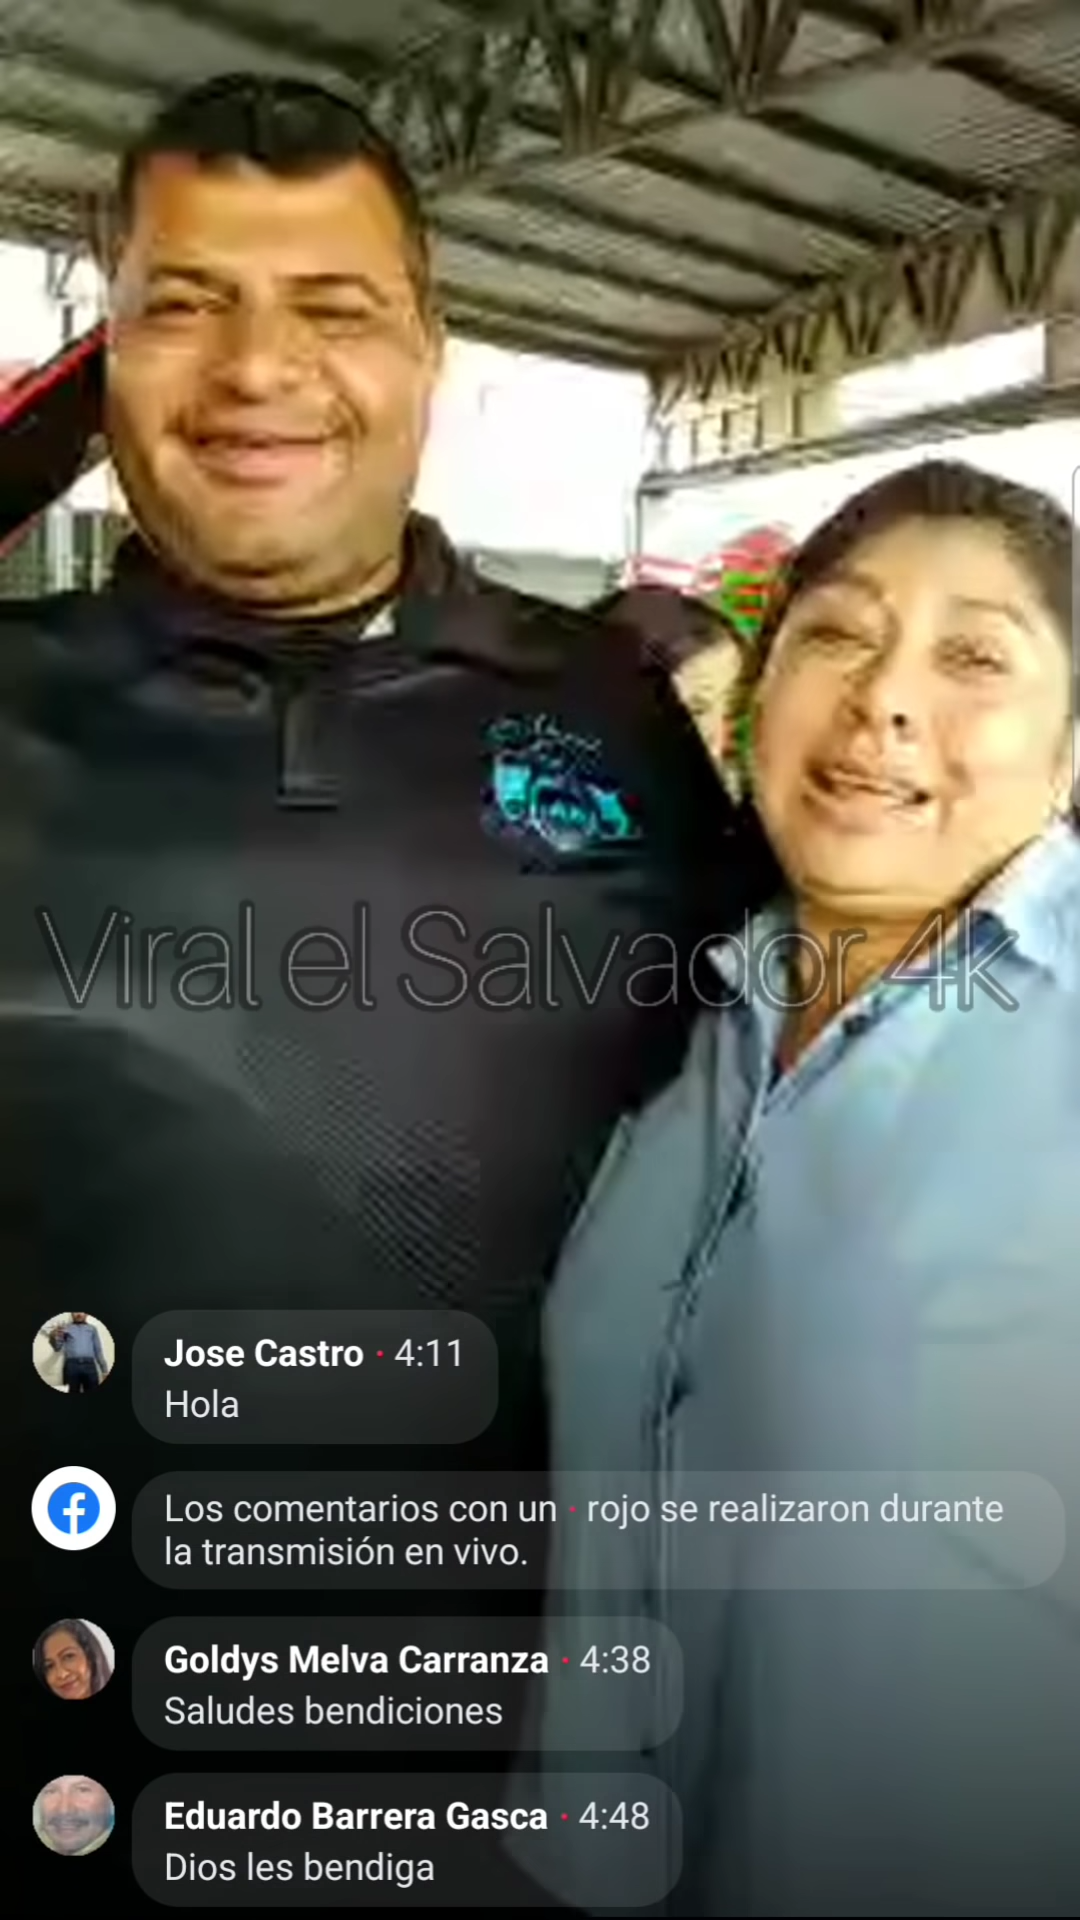 Viral el Salvador 4k
Jose Castro · 4:11
Hola
Los comentarios con un · rojo se realizaron durante
la transmisión en vivo.
Goldys Melva Carranza · 4:38
Saludes bendiciones
Eduardo Barrera Gasca · 4:48
Dios les bendiga